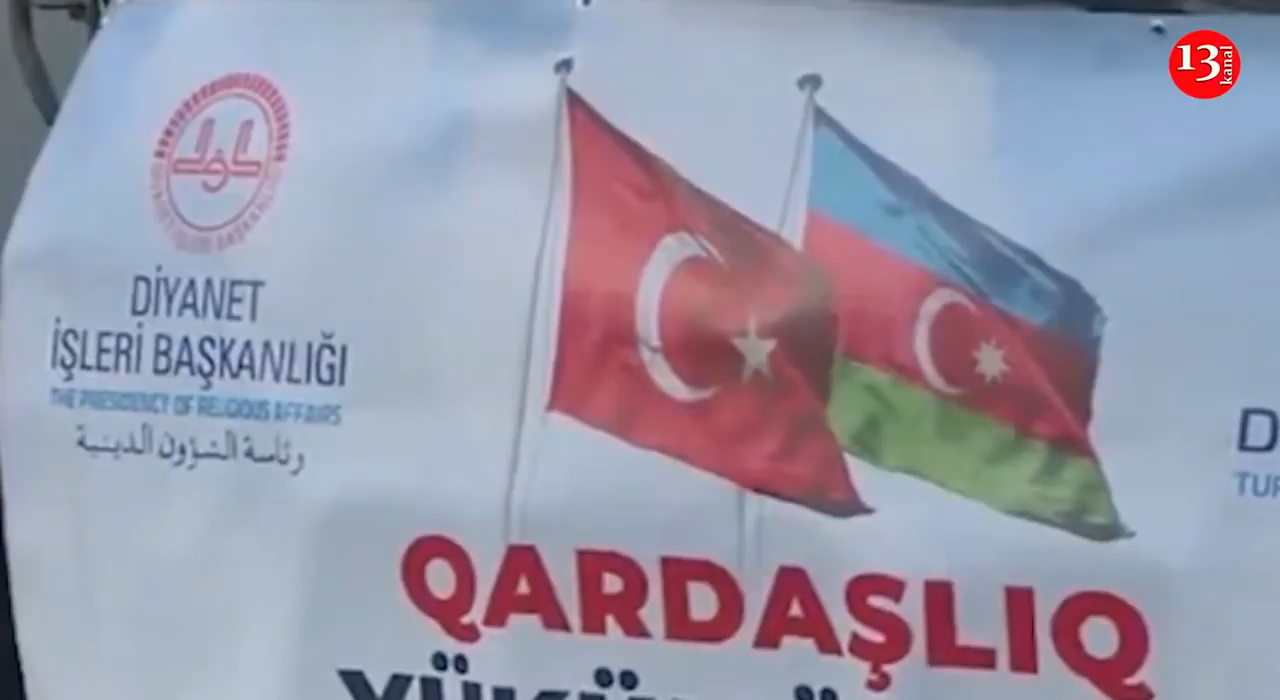 13 kanal
DİYANET
İŞLERİ BAŞKANLIĞI
THE PRESIDENCY OF RELIGIOUS AFFAIRS
رئاسة الشؤون الدينية
QARDAŞLIQ